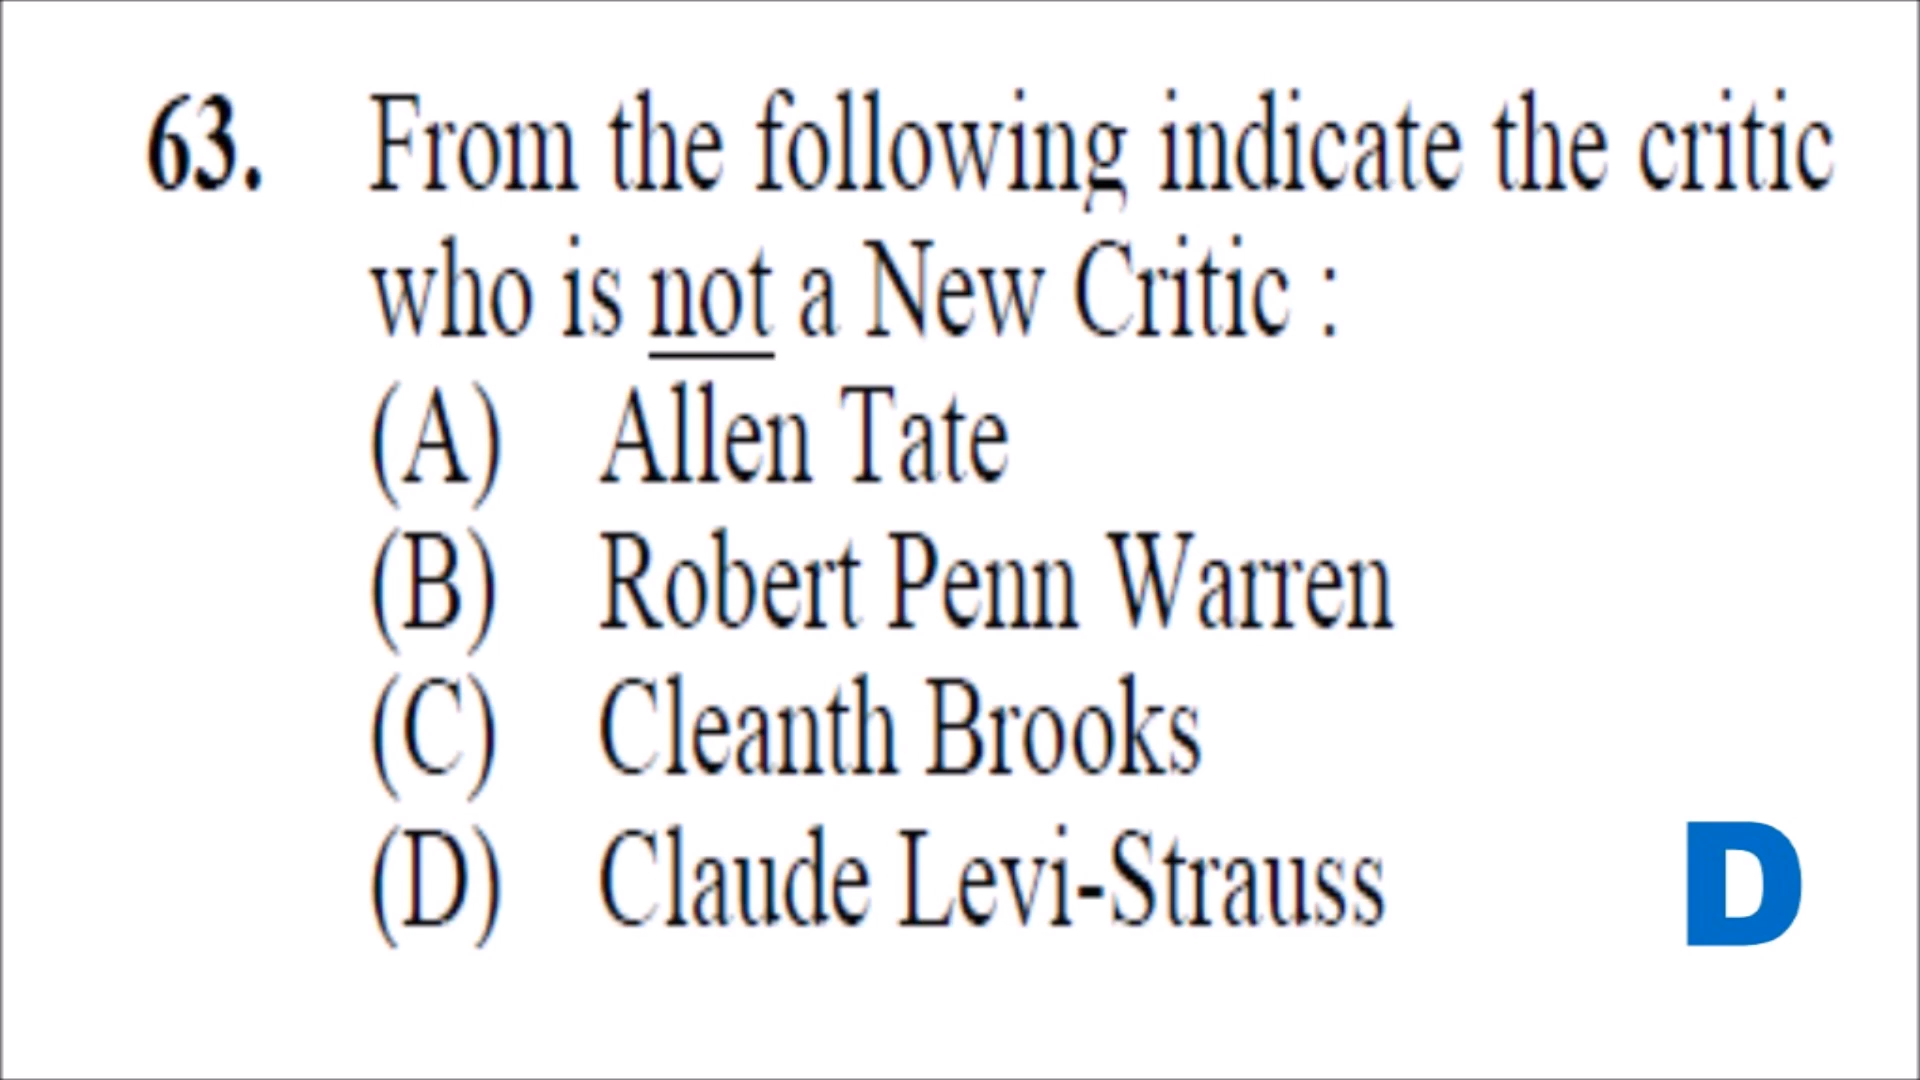 63. From the following indicate the critic
who is not a New Critic :
(A) Allen Tate
(B) Robert Penn Warren
(C) Cleanth Brooks
(D) Claude Levi-Strauss
D